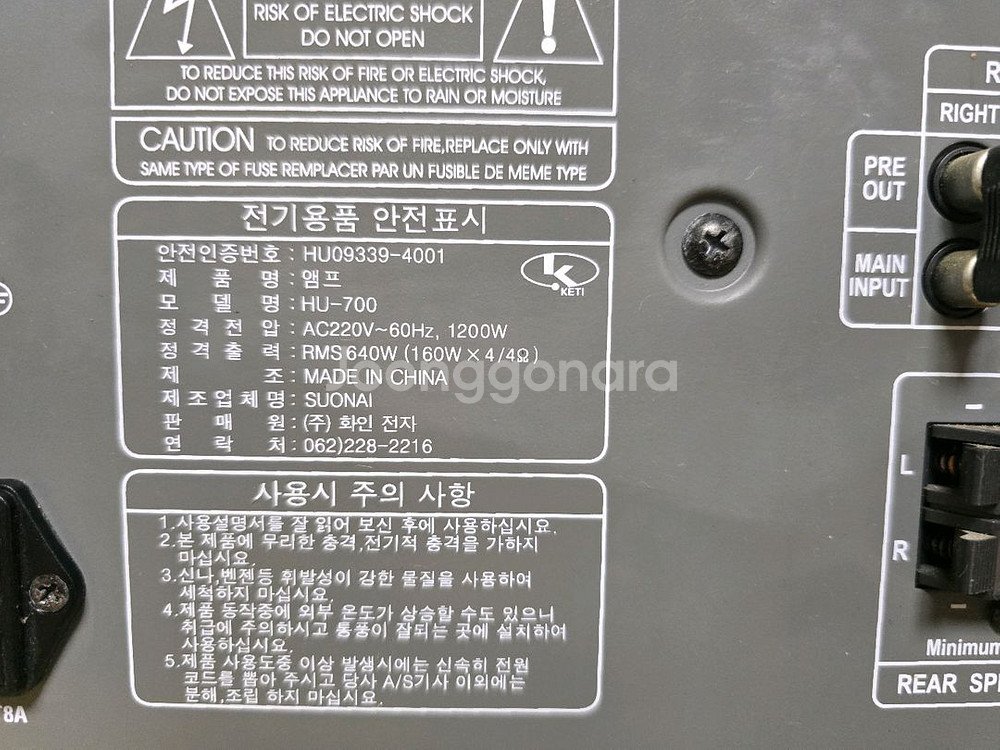 RISK OF ELECTRIC SHOCK
DO NOT OPEN
TO REDUCE THIS RISK OF FIRE OR ELECTRIC SHOCK,
DO NOT EXPOSE THIS APPLIANCE TO RAIN OR MOISTURE
CAUTION TO REDUCE RISK OF FIRE,REPLACE ONLY WITH
SAME TYPE OF FUSE REMPLACER PAR UN FUSIBLE DE MEME TYPE
전기용품 안전표시
안전인증번호 : HU09339-4001
제 품 명 : 앰프
모 델 명 : HU-700
정 격 전 압 : AC220V~60Hz, 1200W
정 격 출 력 : RMS 640W (160W×4/4Ω)
제 조 : MADE IN CHINA
제 조 업 체 명 : SUONAI
판 매 원 : (주) 화인 전자
연 락 처 : 062)228-2216
KETI
사용시 주의 사항
1.사용설명서를 잘 읽어 보신 후에 사용하십시요.
2.본 제품에 무리한 충격,전기적 충격을 가하지
마십시요.
3.신나,벤젠등 휘발성이 강한 물질을 사용하여
세척하지 마십시요.
4.제품 동작중에 외부 온도가 상승할 수도 있으니
취급에 주의하시고 통풍이 잘되는 곳에 설치하여
사용하십시요.
5.제품 사용도중 이상 발생시에는 신속히 전원
코드를 뽑아 주시고 당사 A/S기사 이외에는
분해,조립 하지 마십시요.
RIGHT
PRE
OUT
MAIN
INPUT
L
R
Minimum
REAR
T8A
Joonggonara